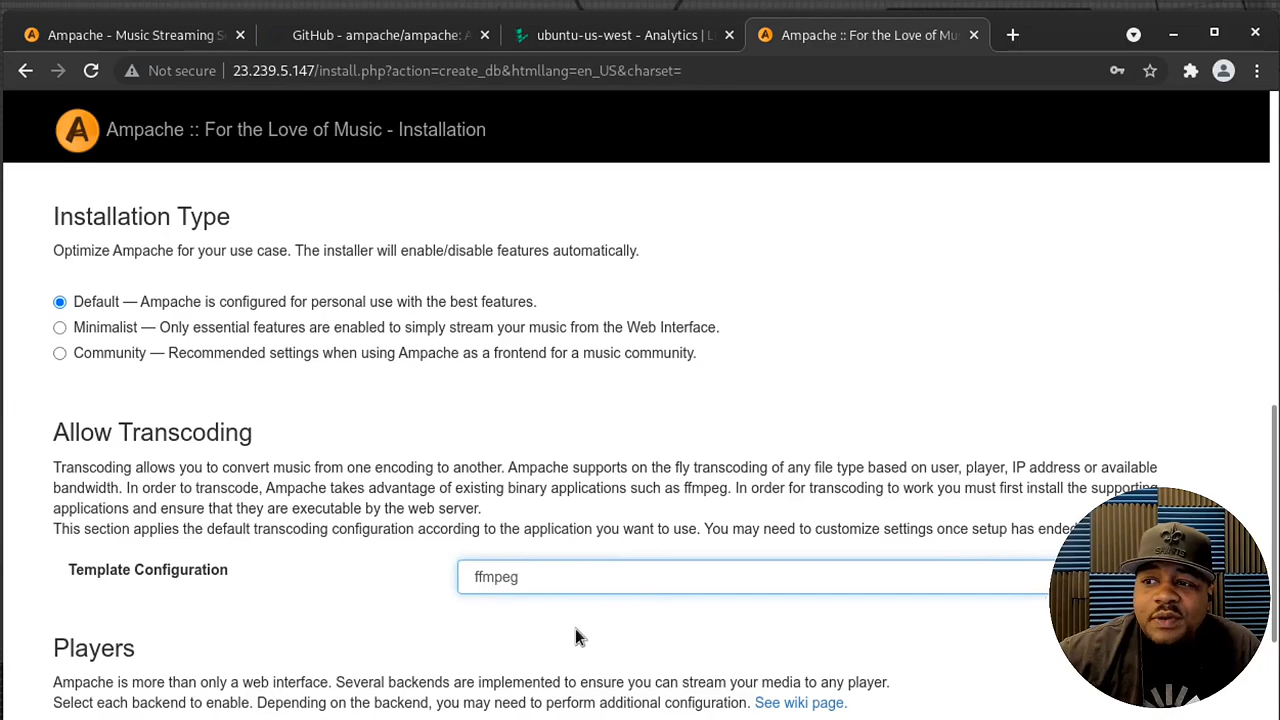 Ampache - Music Streaming S
GitHub - ampache/ampache: A
ubuntu-us-west - Analytics | L
Ampache :: For the Love of Mu
Not secure
23.239.5.147/install.php?action=create_db&htmllang=en_US&charset=
Ampache :: For the Love of Music - Installation
Installation Type
Optimize Ampache for your use case. The installer will enable/disable features automatically.
Default — Ampache is configured for personal use with the best features.
Minimalist — Only essential features are enabled to simply stream your music from the Web Interface.
Community — Recommended settings when using Ampache as a frontend for a music community.
Allow Transcoding
Transcoding allows you to convert music from one encoding to another. Ampache supports on the fly transcoding of any file type based on user, player, IP address or available
bandwidth. In order to transcode, Ampache takes advantage of existing binary applications such as ffmpeg. In order for transcoding to work you must first install the supporting
applications and ensure that they are executable by the web server.
This section applies the default transcoding configuration according to the application you want to use. You may need to customize settings once setup has ended
Template Configuration
ffmpeg
SAINTS
Players
Ampache is more than only a web interface. Several backends are implemented to ensure you can stream your media to any player.
Select each backend to enable. Depending on the backend, you may need to perform additional configuration. See wiki page.